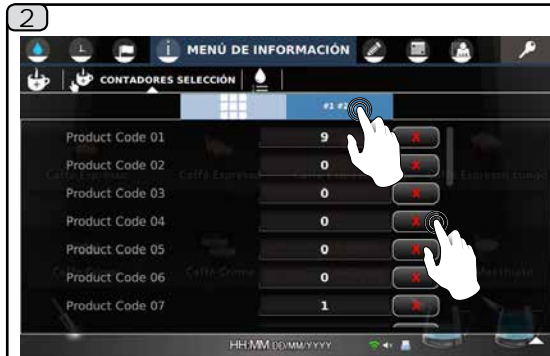 2
MENÚ DE INFORMACIÓN
CONTADORES SELECCIÓN
#1 #2
Product Code 01 9 X
Product Code 02 0 X
Product Code 03 0 X
Product Code 04 0 X
Product Code 05 0 X
Product Code 06 0 X
Product Code 07 1 X
HH:MM DD/MM/YYYY